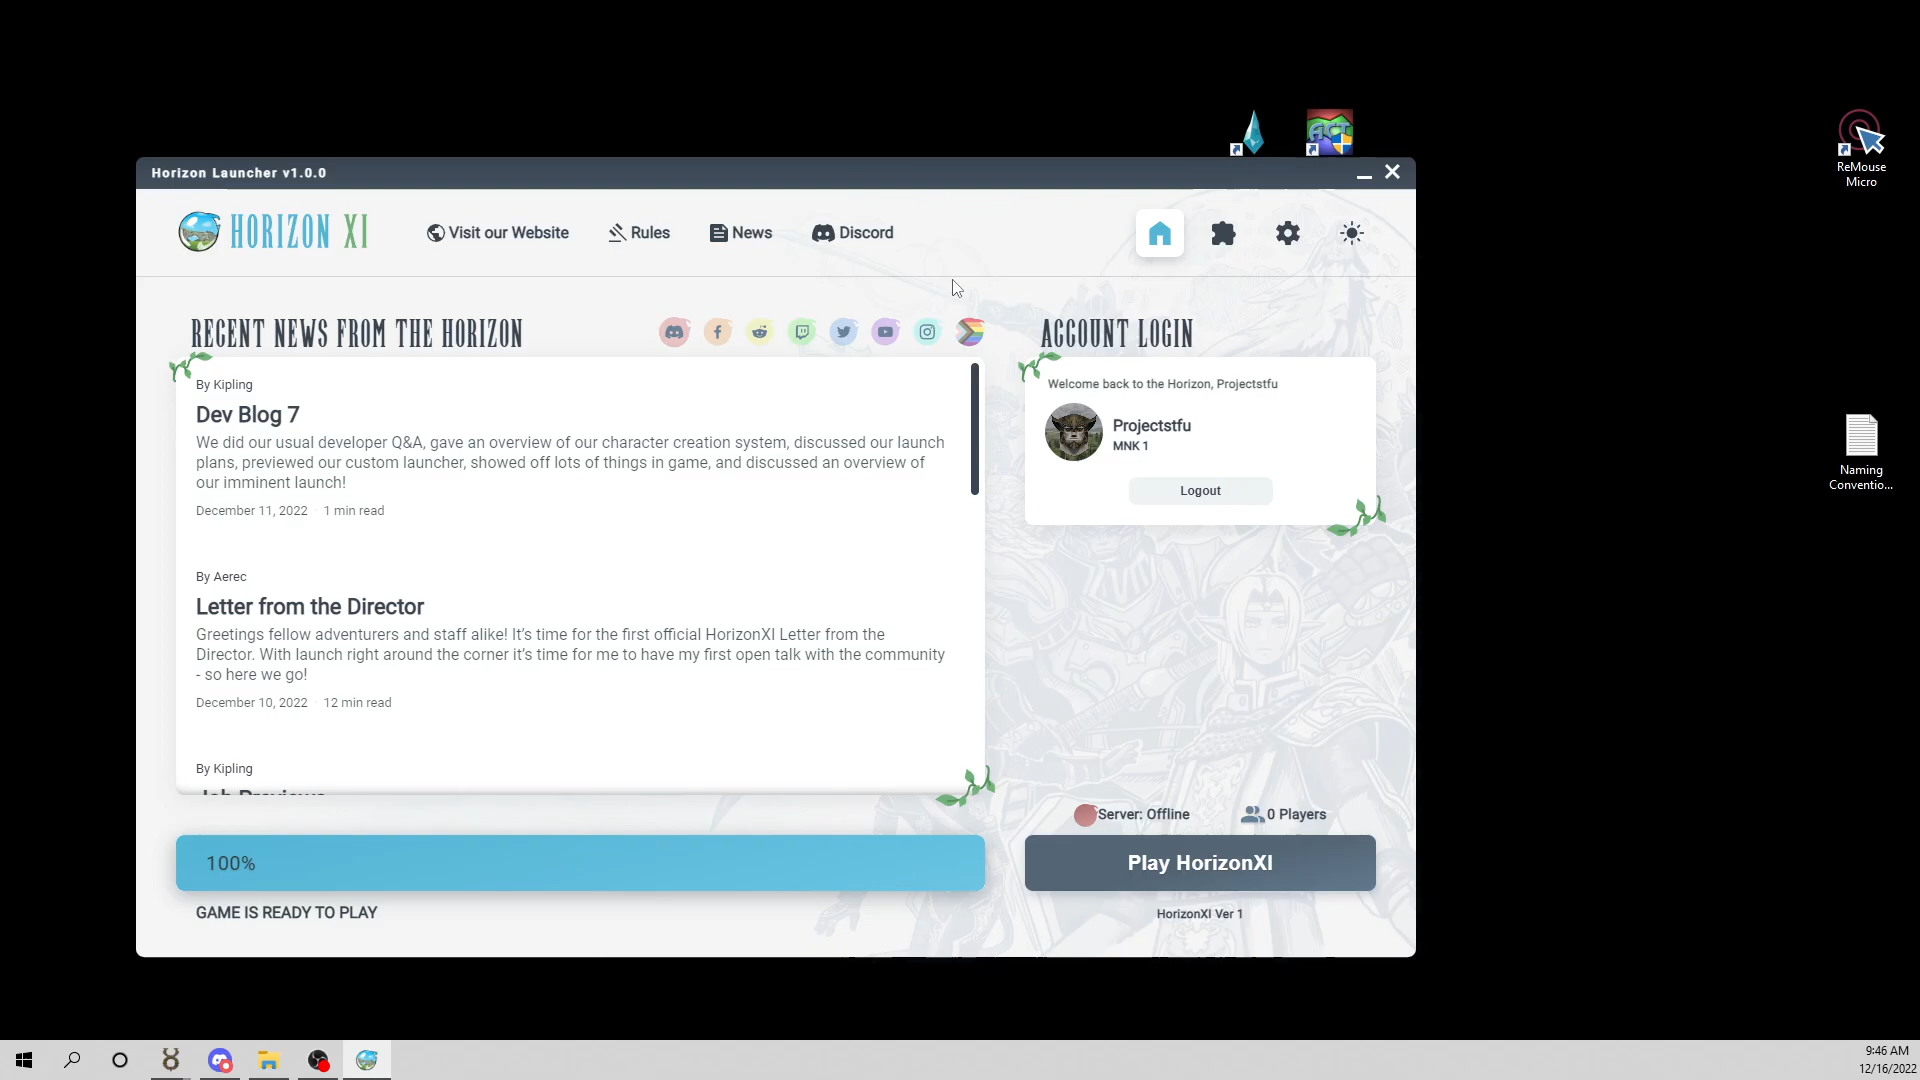 ACT
ReMouse
Micro
Horizon Launcher v1.0.0
HORIZON XI
Visit our Website
Rules
News
Discord
RECENT NEWS FROM THE HORIZON
ACCOUNT LOGIN
By Kipling
Dev Blog 7
We did our usual developer Q&A, gave an overview of our character creation system, discussed our launch
plans, previewed our custom launcher, showed off lots of things in game, and discussed an overview of
our imminent launch!
December 11, 2022 · 1 min read
By Aerec
Letter from the Director
Greetings fellow adventurers and staff alike! It’s time for the first official HorizonXI Letter from the
Director. With launch right around the corner it’s time for me to have my first open talk with the community
- so here we go!
December 10, 2022 · 12 min read
By Kipling
Job Previews
Welcome back to the Horizon, Projectstfu
Projectstfu
MNK 1
Logout
Naming
Conventio...
Server: Offline
0 Players
100%
Play HorizonXI
GAME IS READY TO PLAY
HorizonXI Ver 1
9:46 AM
12/16/2022